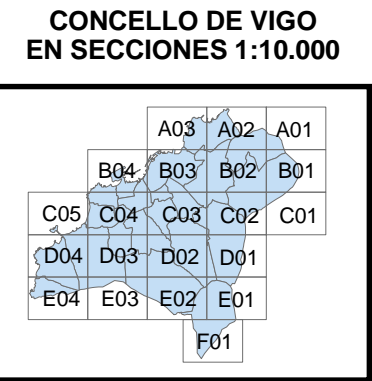 CONCELLO DE VIGO
EN SECCIONES 1:10.000
A03 A02 A01
B04 B03 B02 B01
C05 C04 C03 C02 C01
D04 D03 D02 D01
E04 E03 E02 E01
F01